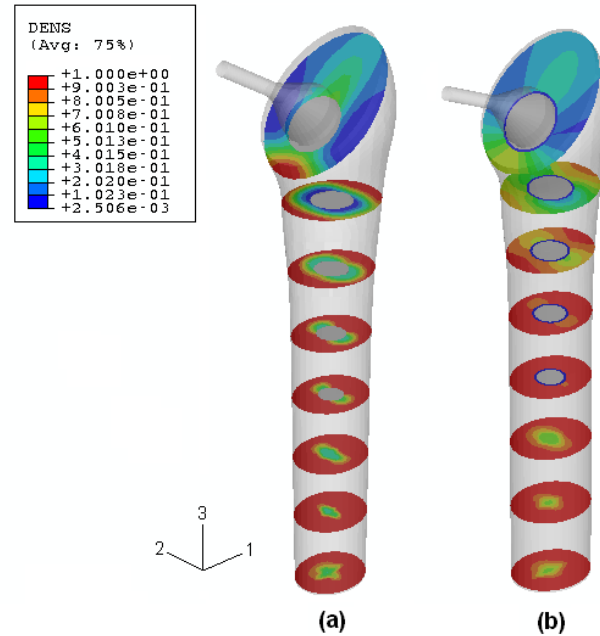 DENS
(Avg: 75%)
+1.000e+00
+9.003e-01
+8.005e-01
+7.008e-01
+6.010e-01
+5.013e-01
+4.015e-01
+3.018e-01
+2.020e-01
+1.023e-01
+2.506e-03
3
2
1
(a)
(b)